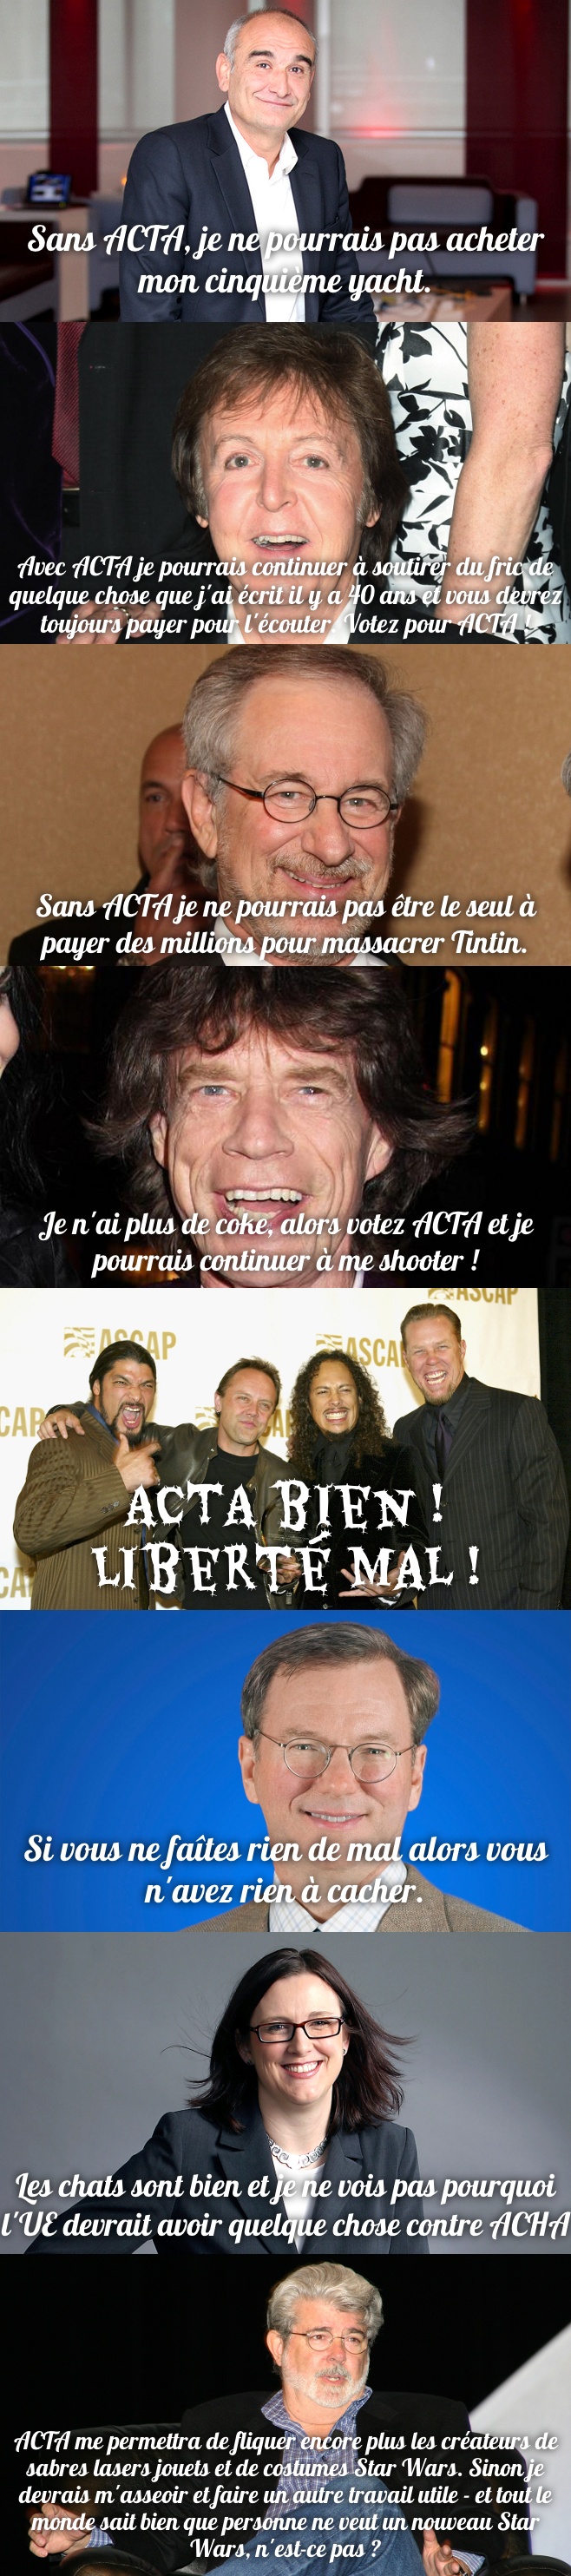 Sans ACTA, je ne pourrais pas acheter
mon cinquième yacht.
Avec ACTA je pourrais continuer à soutirer du fric de
quelque chose que j'ai écrit il y a 40 ans et vous devrez
toujours payer pour l'écouter. Votez pour ACTA !
Sans ACTA je ne pourrais pas être le seul à
payer des millions pour massacrer Tintin.
Je n'ai plus de coke, alors votez ACTA et je
pourrais continuer à me shooter !
ASCAP
ASCAP
ASCAP
ACTA BIEN !
LIBERTÉ MAL !
Si vous ne faîtes rien de mal alors vous
n'avez rien à cacher.
Les chats sont bien et je ne vois pas pourquoi
l'UE devrait avoir quelque chose contre ACHA
ACTA me permettra de fliquer encore plus les créateurs de
sabres lasers jouets et de costumes Star Wars. Sinon je
devrais m'asseoir et faire un autre travail utile - et tout le
monde sait bien que personne ne veut un nouveau Star
Wars, n'est-ce pas ?